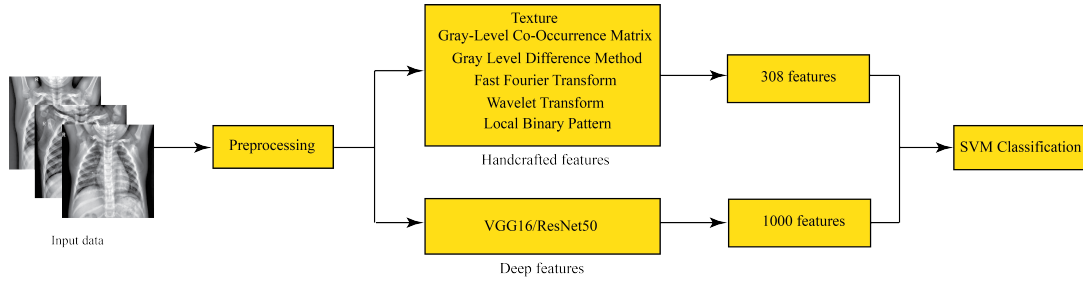 Input data
Preprocessing
Texture
Gray-Level Co-Occurrence Matrix
Gray Level Difference Method
Fast Fourier Transform
Wavelet Transform
Local Binary Pattern
Handcrafted features
308 features
VGG16/ResNet50
Deep features
1000 features
SVM Classification